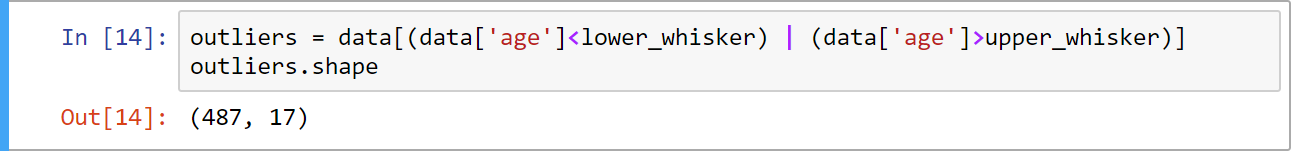 In [14]: outliers = data[(data['age']<lower_whisker) | (data['age']>upper_whisker)]
outliers.shape
Out[14]: (487, 17)